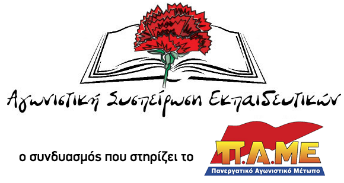 Αγωνιστική Συσπείρωση Εκπαιδευτικών
ο συνδυασμός που στηρίζει το
Π.Α.ΜΕ
Πανεργατικό Αγωνιστικό Μέτωπο